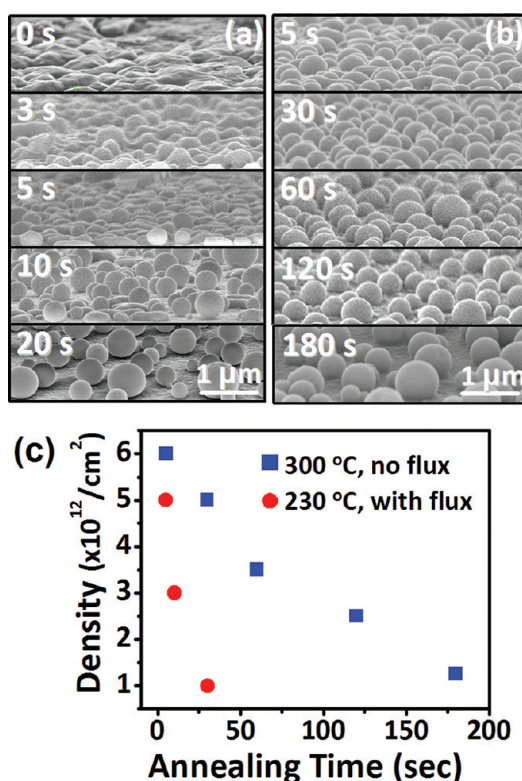 0 s (a)
3 s
5 s
10 s
20 s
1 μm
5 s (b)
30 s
60 s
120 s
180 s
1 μm
(c)
6
5
4
3
2
1
Density (x10^12/cm^2)
300 °C, no flux
230 °C, with flux
0 50 100 150 200
Annealing Time (sec)